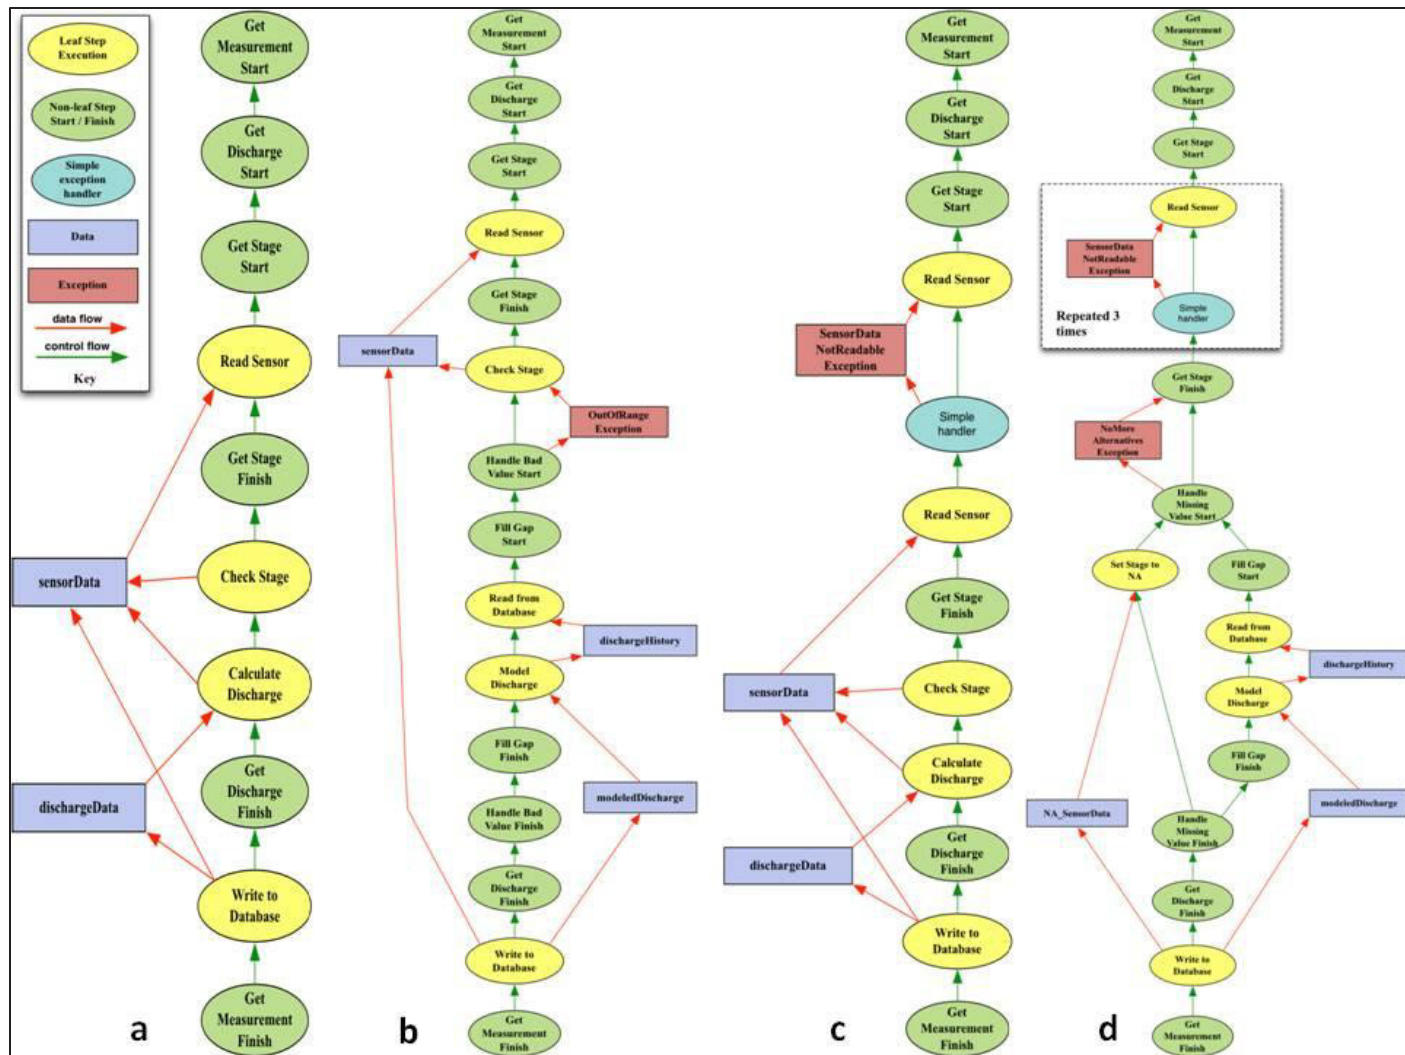 Leaf Step
Execution
Non-leaf Step
Start / Finish
Simple
exception
handler
Data
Exception
data flow
control flow
Key
Get
Measurement
Start
Get
Discharge
Start
Get Stage
Start
Read Sensor
Get Stage
Finish
sensorData
Check Stage
Calculate
Discharge
dischargeData
Get
Discharge
Finish
Write to
Database
Get
Measurement
Finish
a
Get
Measurement
Start
Get
Discharge
Start
Get Stage
Start
Read Sensor
Get Stage
Finish
sensorData
Check Stage
OutOfRange
Exception
Handle Bad
Value Start
Fill Gap
Start
Read from
Database
dischargeHistory
Model
Discharge
Fill Gap
Finish
modeledDischarge
Handle Bad
Value Finish
Get
Discharge
Finish
Write to
Database
Get
Measurement
Finish
b
Get
Measurement
Start
Get
Discharge
Start
Get Stage
Start
Read Sensor
SensorData
NotReadable
Exception
Simple
handler
Read Sensor
Get Stage
Finish
sensorData
Check Stage
Calculate
Discharge
dischargeData
Get
Discharge
Finish
Write to
Database
Get
Measurement
Finish
c
Get
Measurement
Start
Get
Discharge
Start
Get Stage
Start
Read Sensor
SensorData
NotReadable
Exception
Simple
handler
Repeated 3
times
Get Stage
Finish
NoMore
Alternatives
Exception
Handle
Missing
Value Start
Set Stage to
NA
Fill Gap
Start
Read from
Database
dischargeHistory
Model
Discharge
Fill Gap
Finish
NA_SensorData
modeledDischarge
Handle
Missing
Value Finish
Get
Discharge
Finish
Write to
Database
Get
Measurement
Finish
d